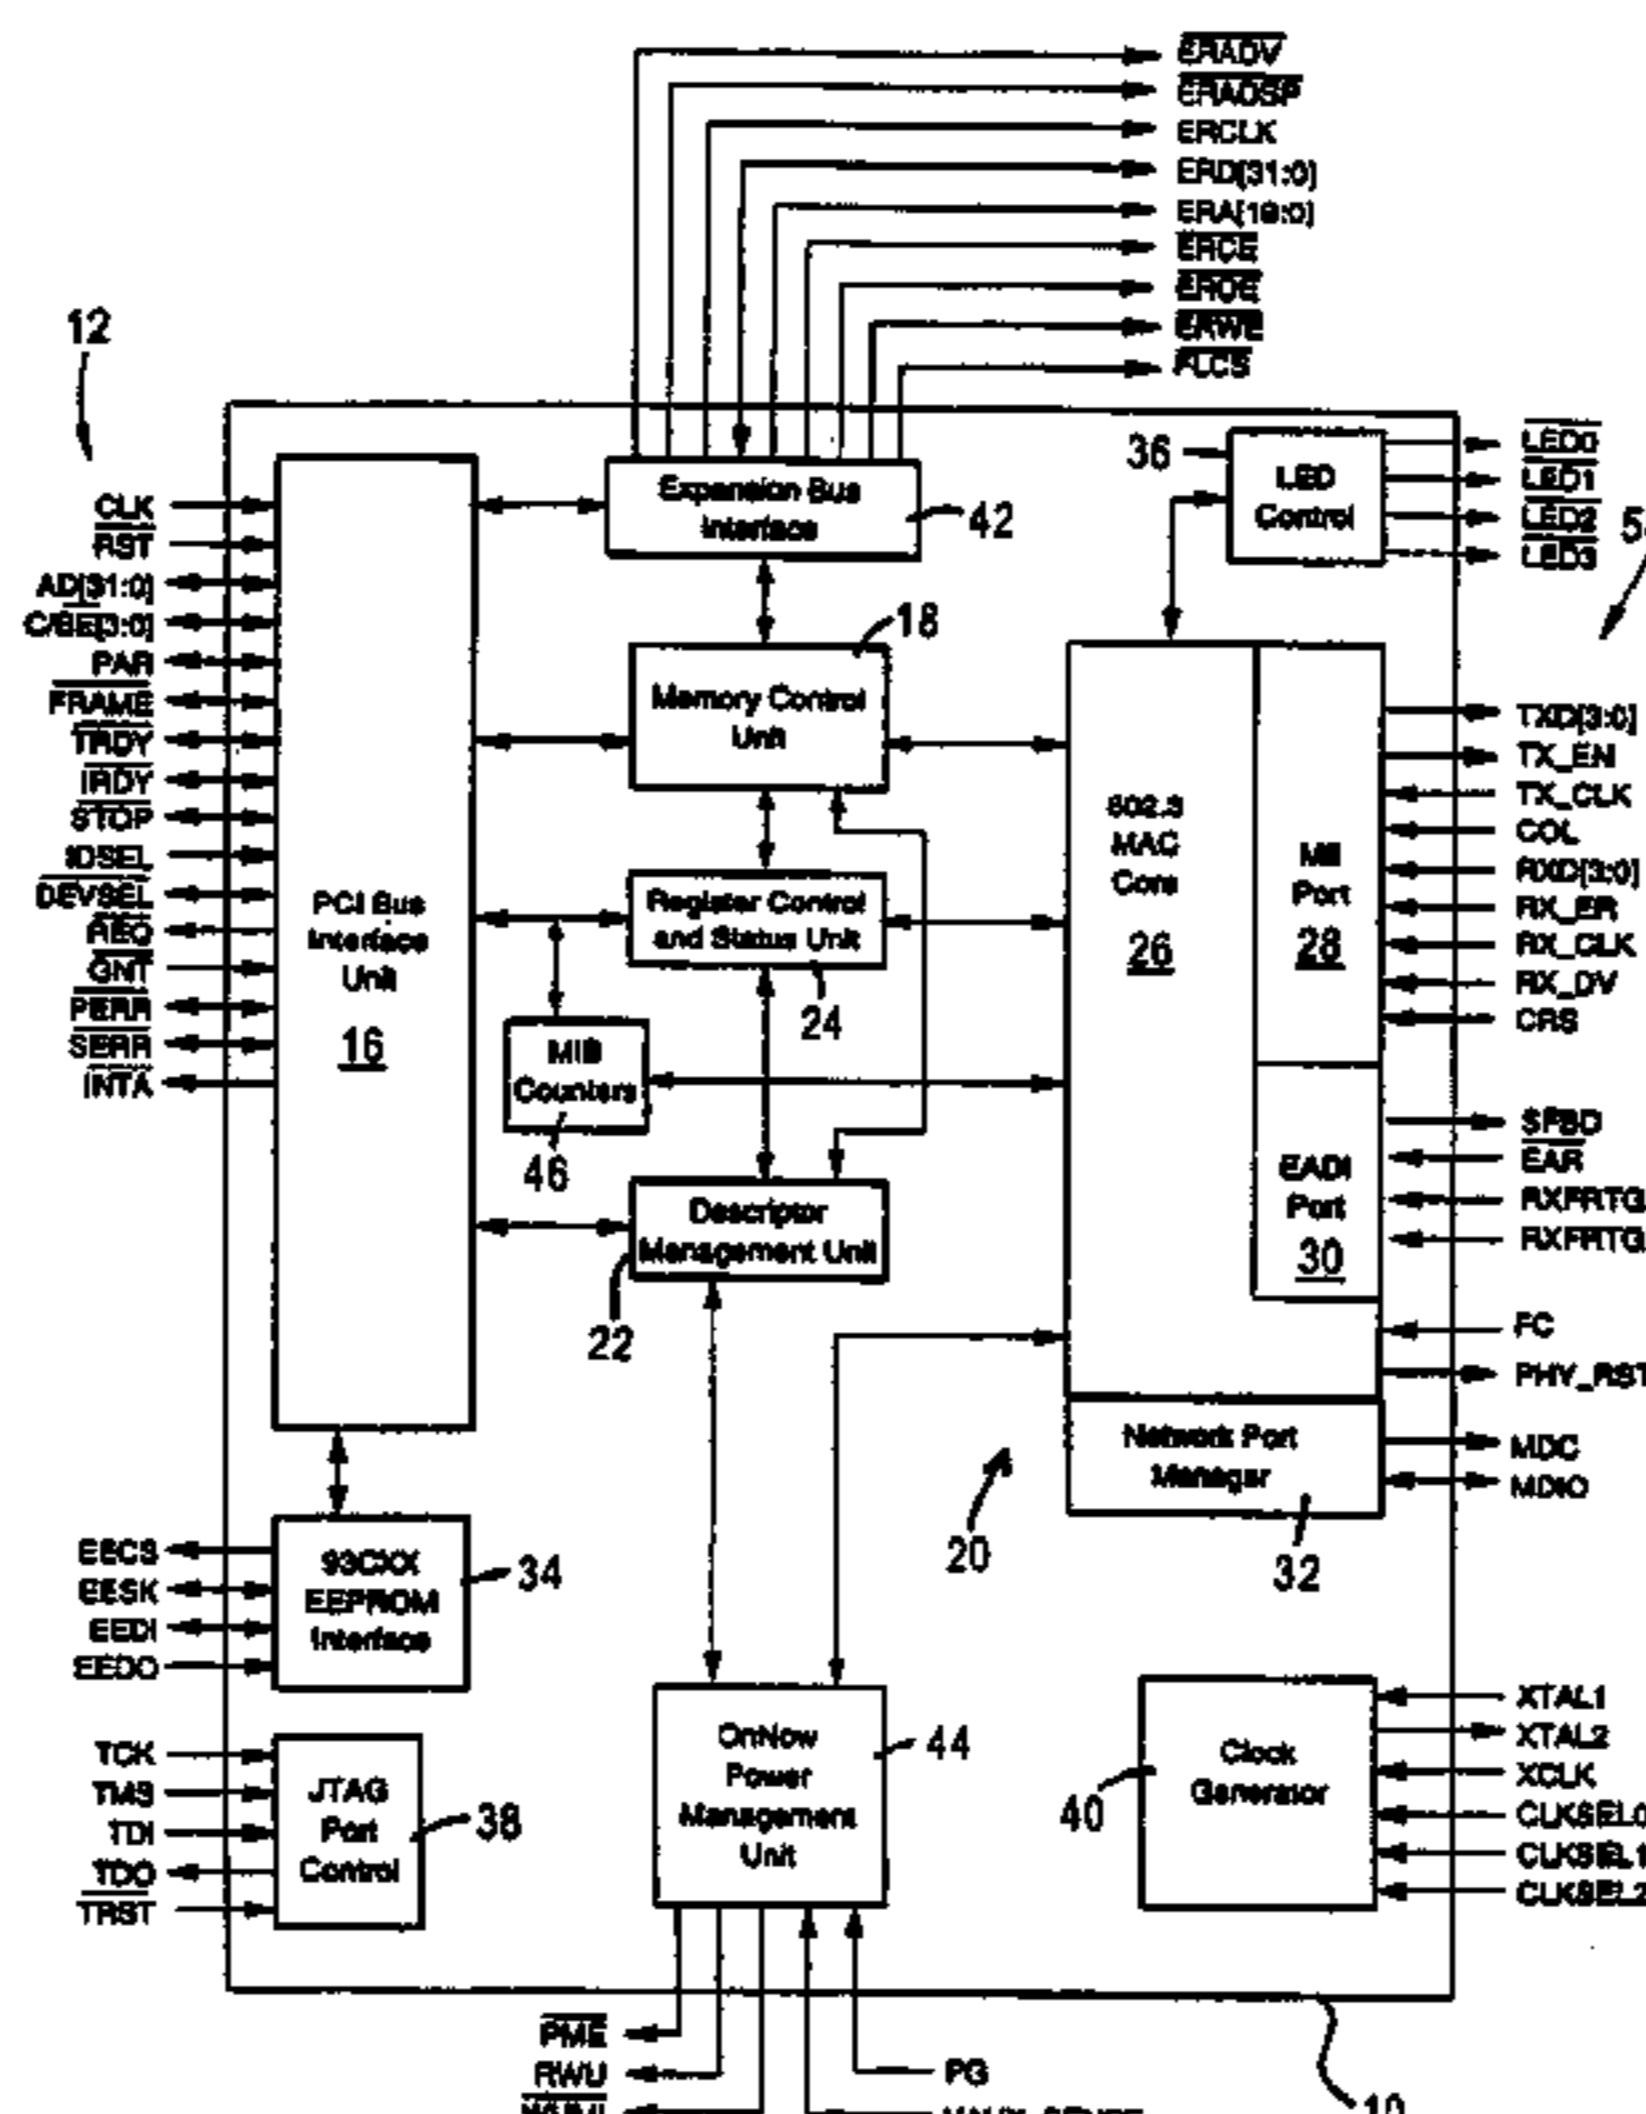 ERADV
ERADSP
ERCLK
ERD[31:0]
ERA[19:0]
ERCE
EROE
ERWE
FLCS
12
CLK
RST
AD[31:0]
C/BE[3:0]
PAR
FRAME
TRDY
IRDY
STOP
IDSEL
DEVSEL
REQ
GNT
PERR
SERR
INTA
PCI Bus
Interface
Unit
16
Expansion Bus
Interface
42
36
LED
Control
LED0
LED1
LED2
LED3
18
Memory Control
Unit
Register Control
and Status Unit
24
MIB
Counters
46
Descriptor
Management Unit
22
802.3
MAC
Core
26
MII
Port
28
EADI
Port
30
TXD[3:0]
TX_EN
TX_CLK
COL
RXD[3:0]
RX_ER
RX_CLK
RX_DV
CRS
SFBD
EAR
RXFRTG
RXFRTG
FC
PHY_RST
Network Port
Manager
MDC
MDIO
20
32
EECS
EESK
EEDI
EEDO
93CXX
EEPROM
Interface
34
TCK
TMS
TDI
TDO
TRST
JTAG
Port
Control
38
OnNow
Power
Management
Unit
44
40
Clock
Generator
XTAL1
XTAL2
XCLK
CLKSEL0
CLKSEL1
CLKSEL2
PME
RWU
PG
10